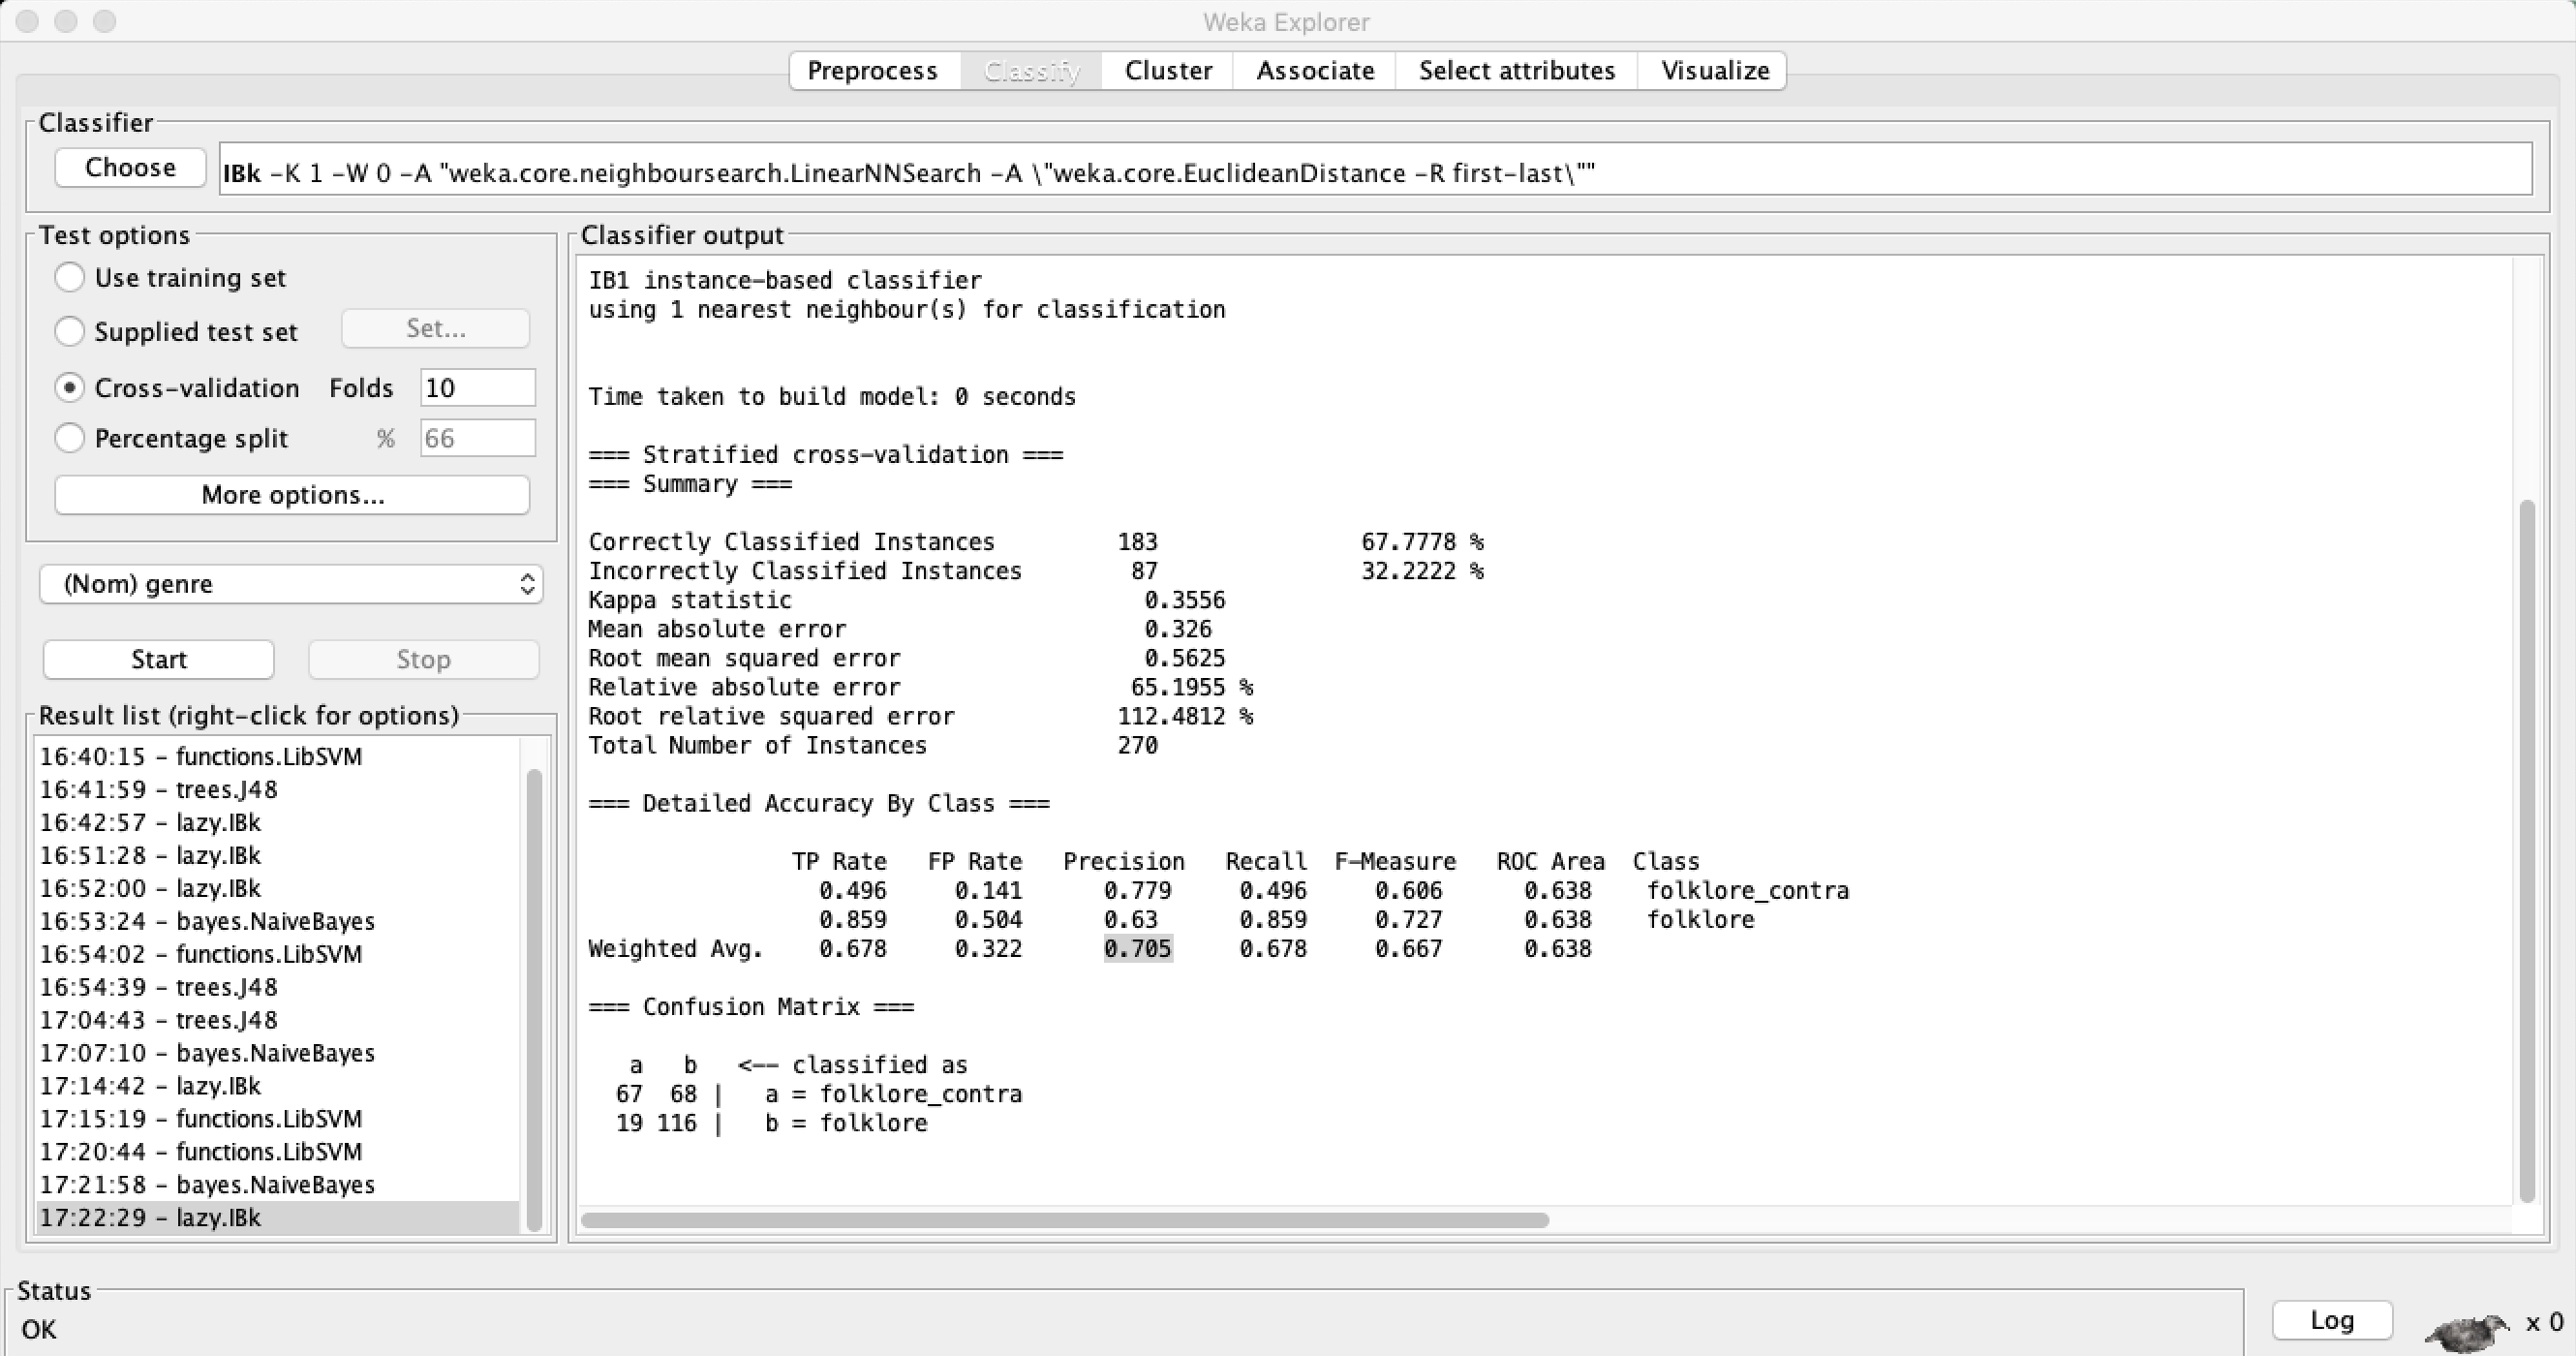 Weka Explorer
Preprocess Classify Cluster Associate Select attributes Visualize
Classifier
Choose IBk -K 1 -W 0 -A "weka.core.neighboursearch.LinearNNSearch -A \"weka.core.EuclideanDistance -R first-last\""
Test options
Use training set
Supplied test set Set...
Cross-validation Folds 10
Percentage split % 66
More options...
(Nom) genre
Start Stop
Result list (right-click for options)
16:40:15 - functions.LibSVM
16:41:59 - trees.J48
16:42:57 - lazy.IBk
16:51:28 - lazy.IBk
16:52:00 - lazy.IBk
16:53:24 - bayes.NaiveBayes
16:54:02 - functions.LibSVM
16:54:39 - trees.J48
17:04:43 - trees.J48
17:07:10 - bayes.NaiveBayes
17:14:42 - lazy.IBk
17:15:19 - functions.LibSVM
17:20:44 - functions.LibSVM
17:21:58 - bayes.NaiveBayes
17:22:29 - lazy.IBk
Classifier output
IB1 instance-based classifier
using 1 nearest neighbour(s) for classification
Time taken to build model: 0 seconds
=== Stratified cross-validation ===
=== Summary ===
Correctly Classified Instances 183 67.7778 %
Incorrectly Classified Instances 87 32.2222 %
Kappa statistic 0.3556
Mean absolute error 0.326
Root mean squared error 0.5625
Relative absolute error 65.1955 %
Root relative squared error 112.4812 %
Total Number of Instances 270
=== Detailed Accuracy By Class ===
TP Rate FP Rate Precision Recall F-Measure ROC Area Class
0.496 0.141 0.779 0.496 0.606 0.638 folklore_contra
0.859 0.504 0.63 0.859 0.727 0.638 folklore
Weighted Avg. 0.678 0.322 0.705 0.678 0.667 0.638
=== Confusion Matrix ===
a b <-- classified as
67 68 | a = folklore_contra
19 116 | b = folklore
Status
OK
Log x 0